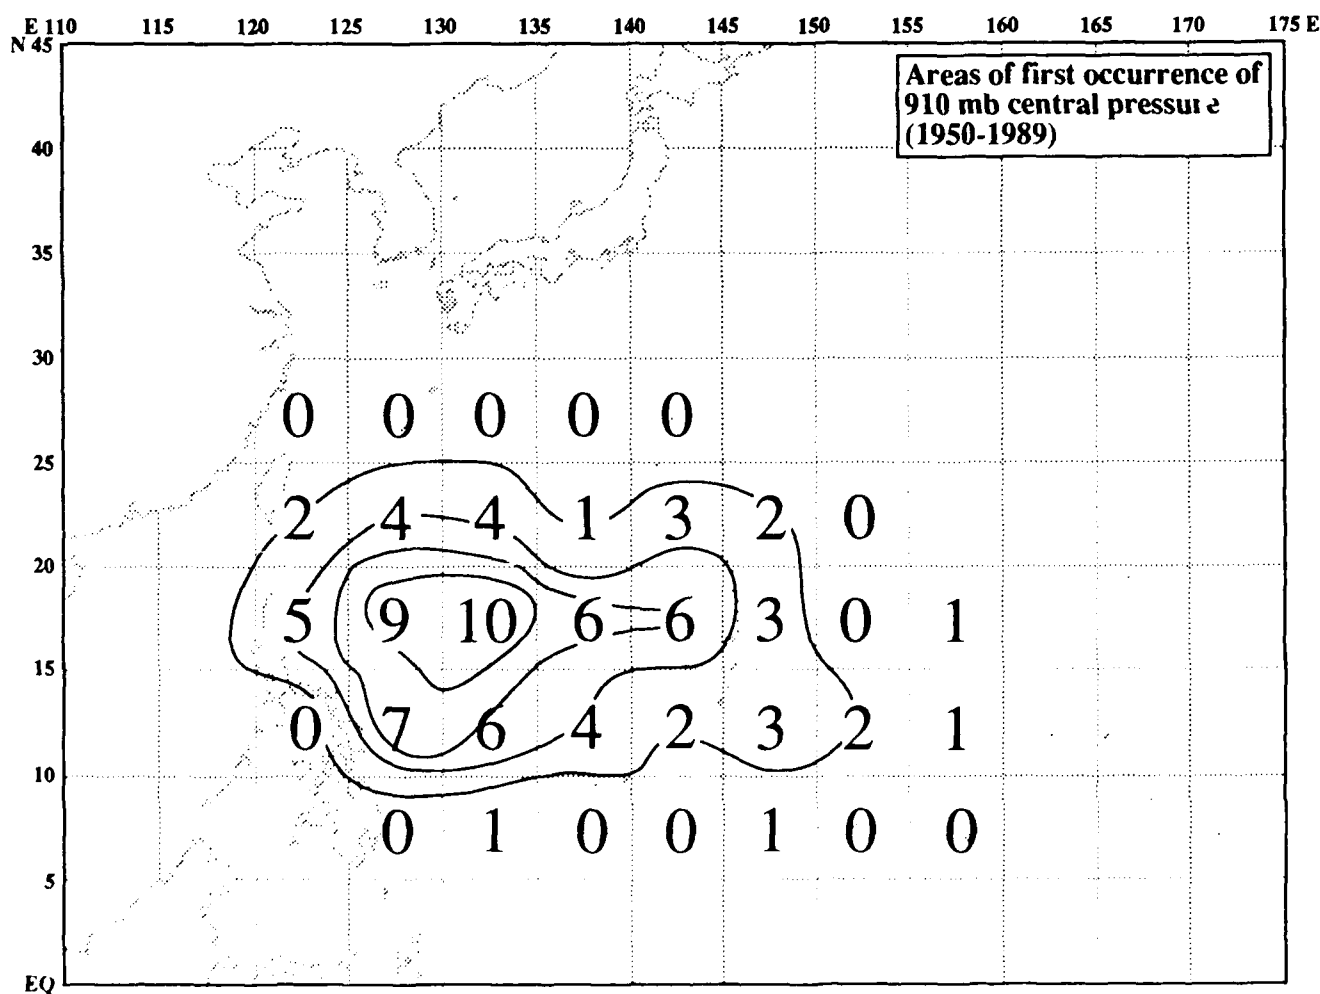 E 110 115 120 125 130 135 140 145 150 155 160 165 170 175 E
N 45
Areas of first occurrence of
910 mb central pressure
(1950-1989)
40
35
30
0 0 0 0 0
25
2 4 4 1 3 2 0
20
5 9 10 6 6 3 0 1
15
0 7 6 4 2 3 2 1
10
0 1 0 0 1 0 0
5
EQ